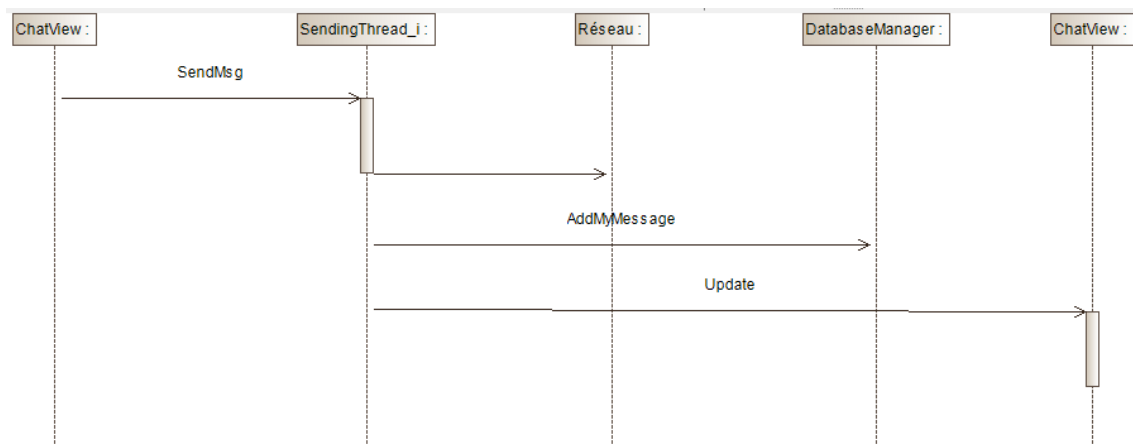 ChatView :
SendingThread_i :
Réseau :
DatabaseManager :
ChatView :
SendMsg
AddMyMessage
Update